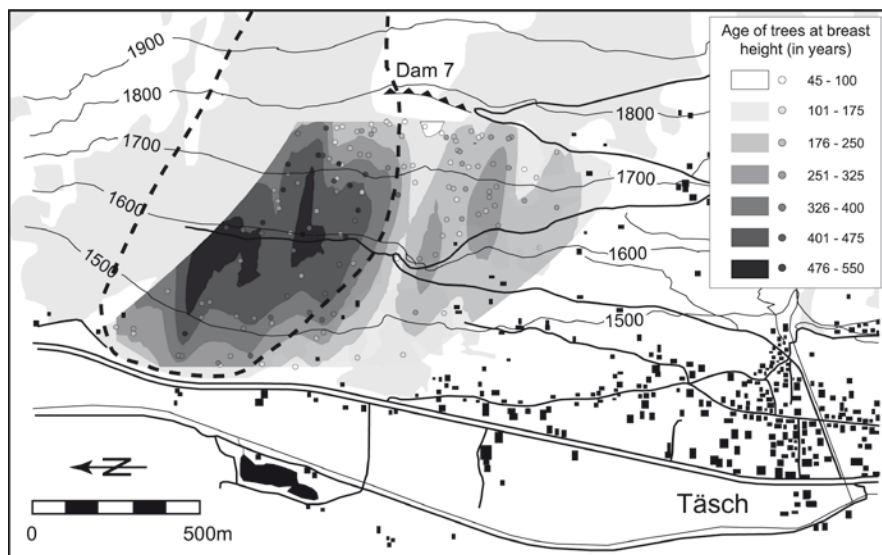 1900
1800
1700
1600
1500
Dam 7
1800
1700
1600
1500
Age of trees at breast
height (in years)
45 - 100
101 - 175
176 - 250
251 - 325
326 - 400
401 - 475
476 - 550
N
0 500m
Täsch